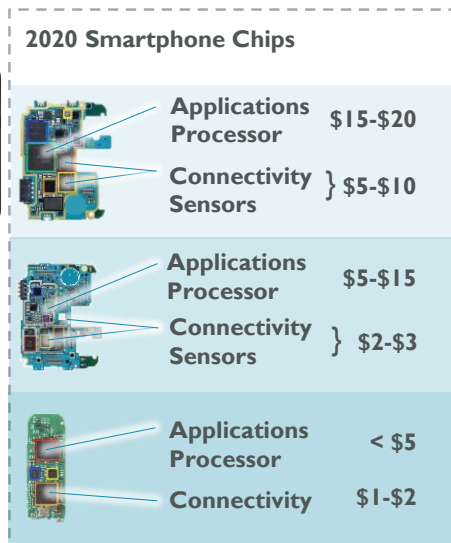 2020 Smartphone Chips
Applications
Processor
$15-$20
Connectivity
Sensors
} $5-$10
Applications
Processor
$5-$15
Connectivity
Sensors
} $2-$3
Applications
Processor
< $5
Connectivity
$1-$2